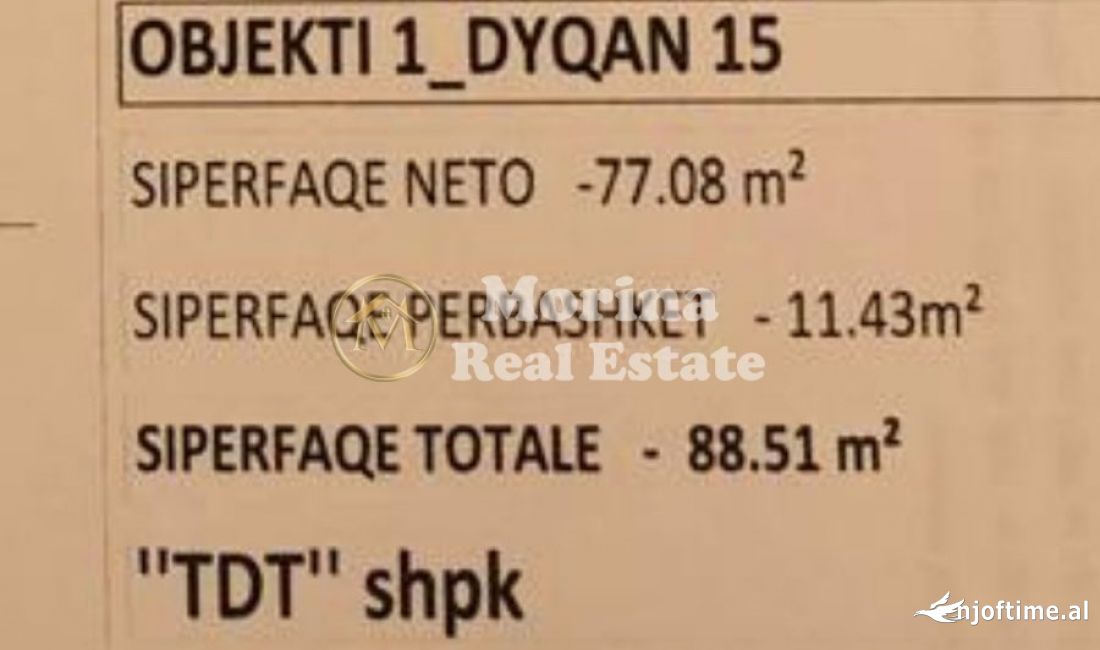 OBJEKTI 1_DYQAN 15
SIPERFAQE NETO -77.08 m²
SIPERFAQE PERBASHKET - 11.43m²
Morina
Real Estate
SIPERFAQE TOTALE - 88.51 m²
"TDT" shpk
njoftime.al